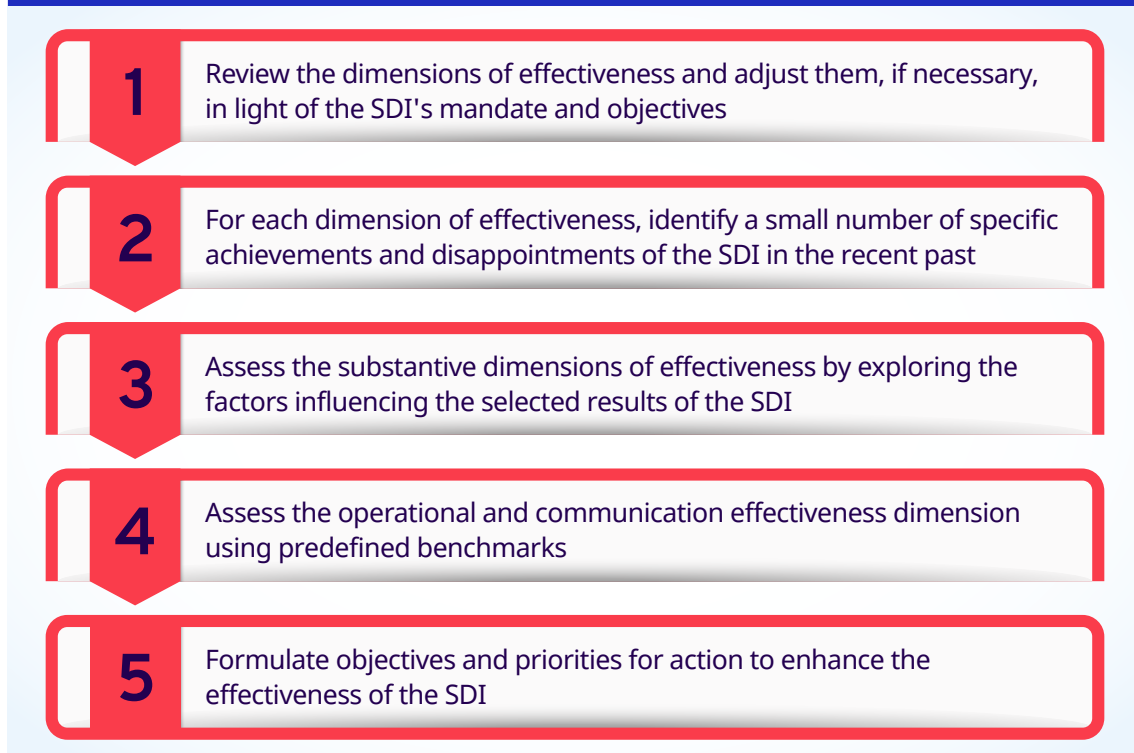 1
Review the dimensions of effectiveness and adjust them, if necessary,
in light of the SDI's mandate and objectives
2
For each dimension of effectiveness, identify a small number of specific
achievements and disappointments of the SDI in the recent past
3
Assess the substantive dimensions of effectiveness by exploring the
factors influencing the selected results of the SDI
4
Assess the operational and communication effectiveness dimension
using predefined benchmarks
5
Formulate objectives and priorities for action to enhance the
effectiveness of the SDI